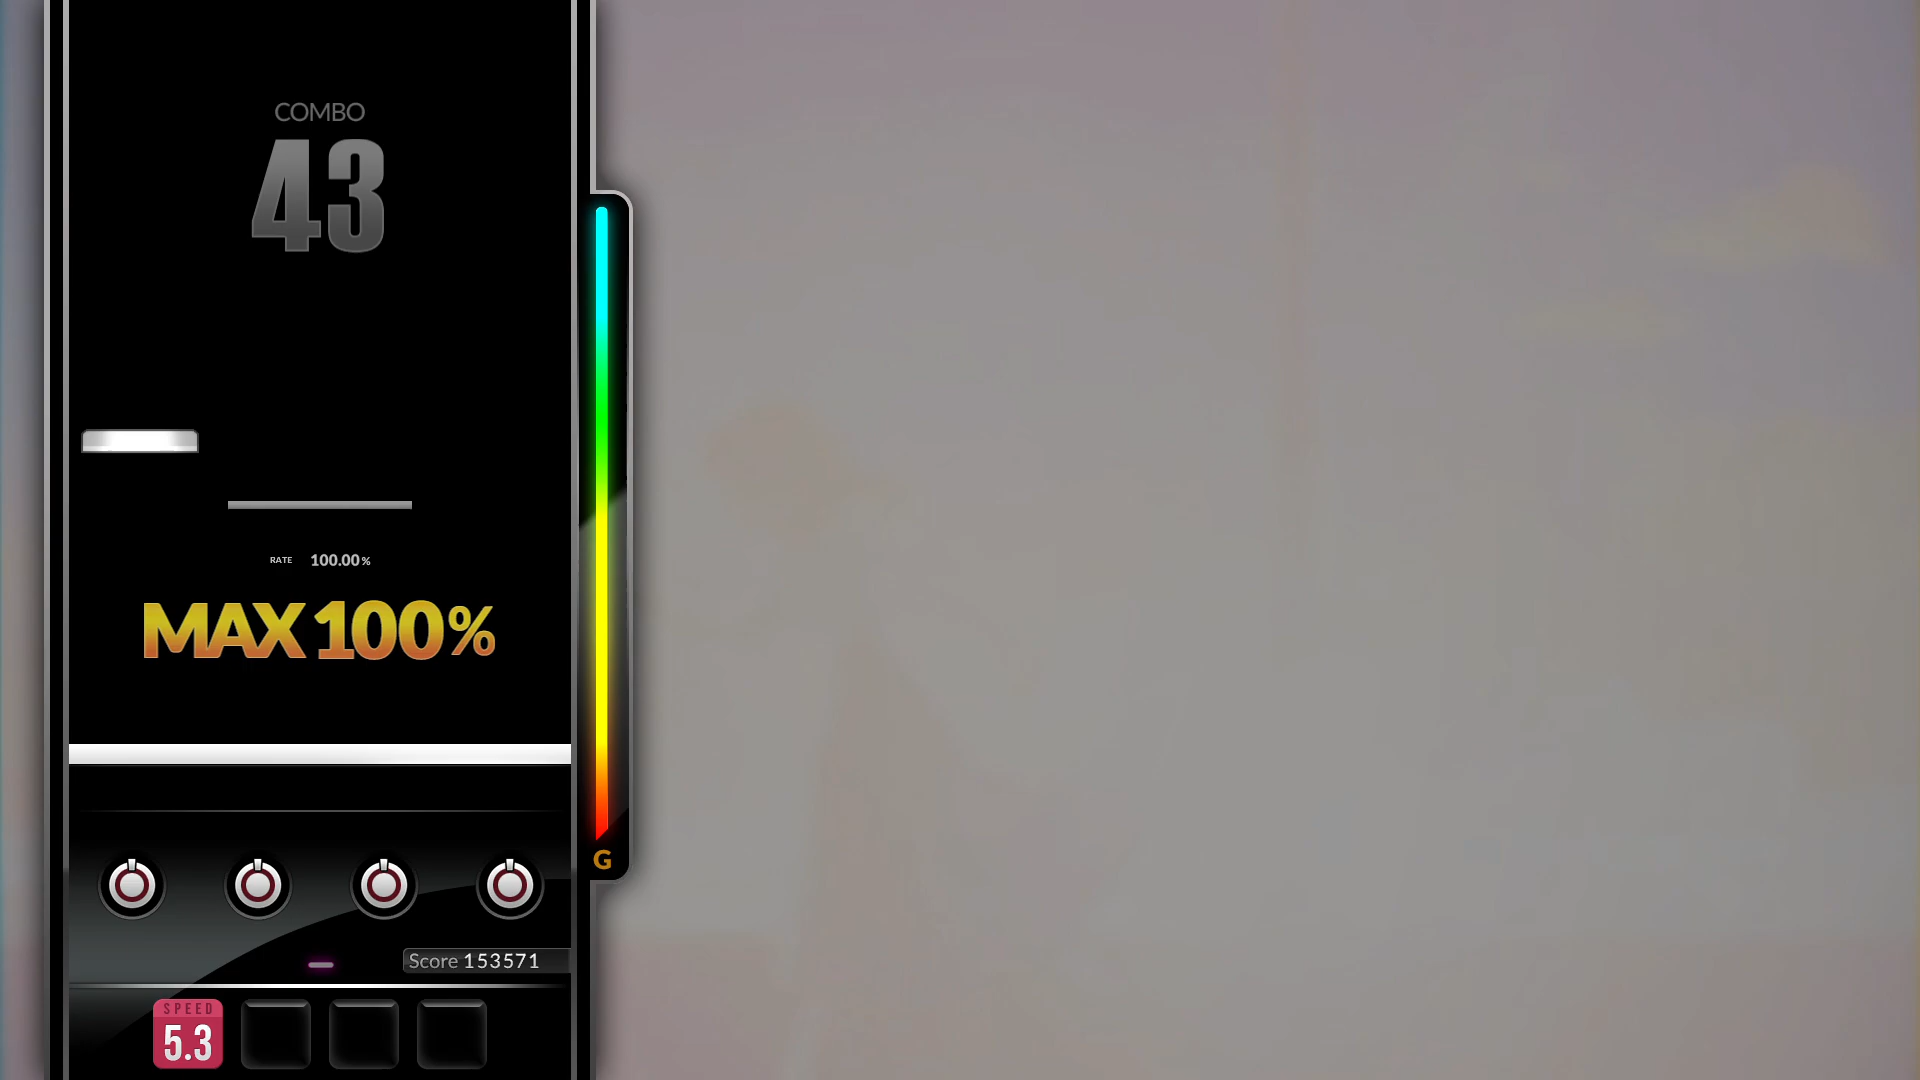 COMBO
43
RATE 100.00%
MAX 100%
G
Score 153571
SPEED
5.3